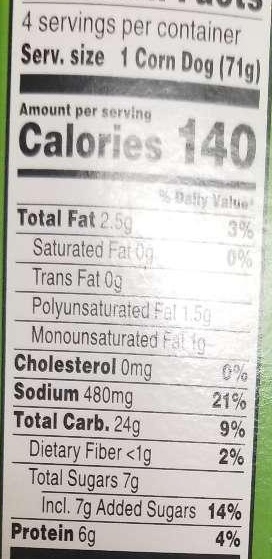 4 servings per container
Serv. size 1 Corn Dog (71g)
Amount per serving
Calories 140
% Daily Value*
Total Fat 2.5g 3%
Saturated Fat 0g 0%
Trans Fat 0g
Polyunsaturated Fat 1.5g
Monounsaturated Fat 1g
Cholesterol 0mg 0%
Sodium 480mg 21%
Total Carb. 24g 9%
Dietary Fiber <1g 2%
Total Sugars 7g
Incl. 7g Added Sugars 14%
Protein 6g 4%